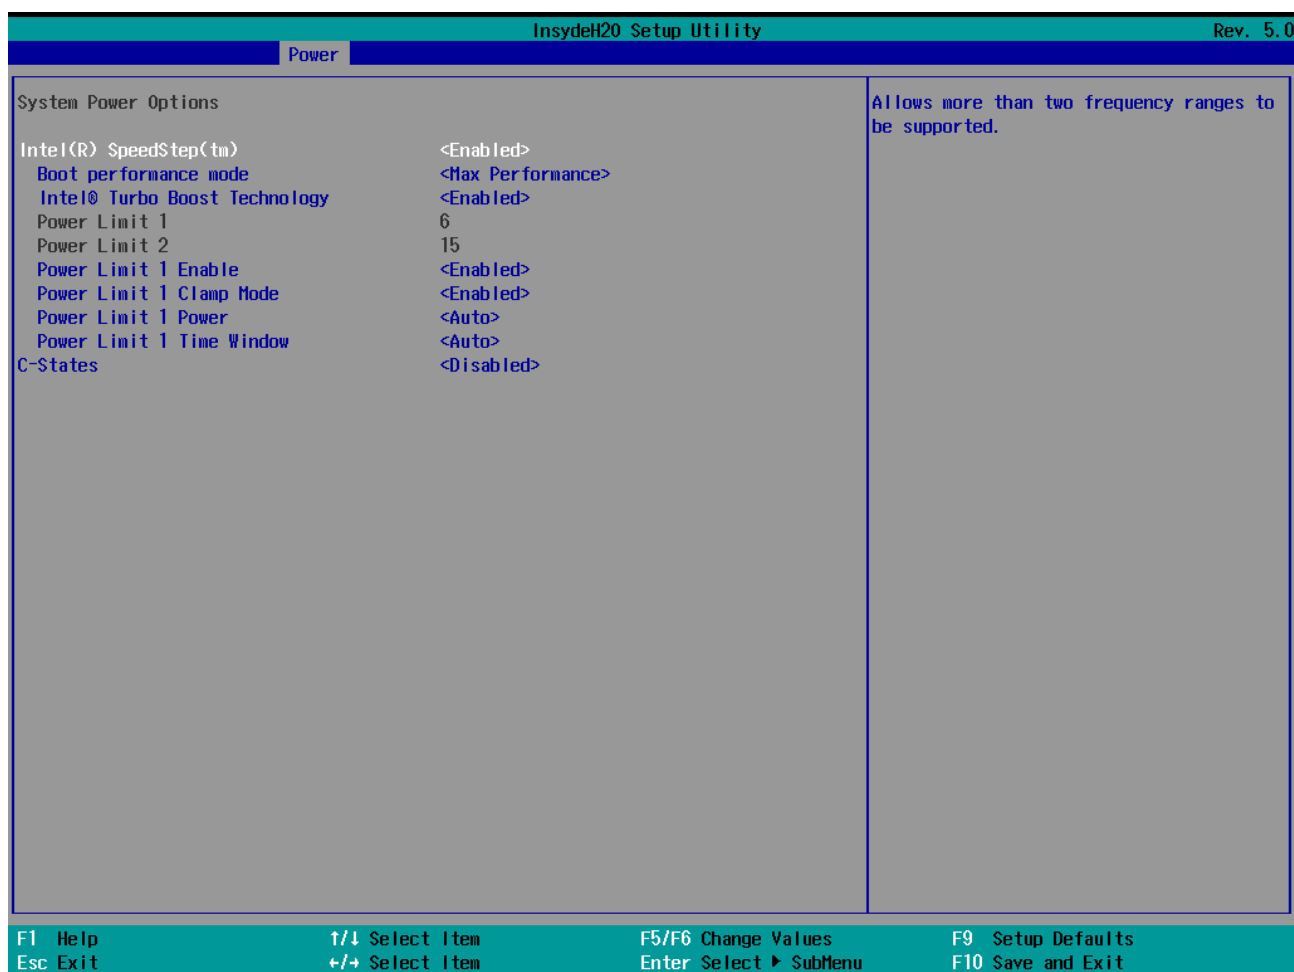 InsydeH20 Setup Utility Rev. 5.0
Power
System Power Options
Allows more than two frequency ranges to
be supported.
Intel(R) SpeedStep(tm) <Enabled>
Boot performance mode <Max Performance>
Intel® Turbo Boost Technology <Enabled>
Power Limit 1 6
Power Limit 2 15
Power Limit 1 Enable <Enabled>
Power Limit 1 Clamp Mode <Enabled>
Power Limit 1 Power <Auto>
Power Limit 1 Time Window <Auto>
C-States <Disabled>
F1 Help ↑/↓ Select Item F5/F6 Change Values F9 Setup Defaults
Esc Exit ←/→ Select Item Enter Select ▶ SubMenu F10 Save and Exit